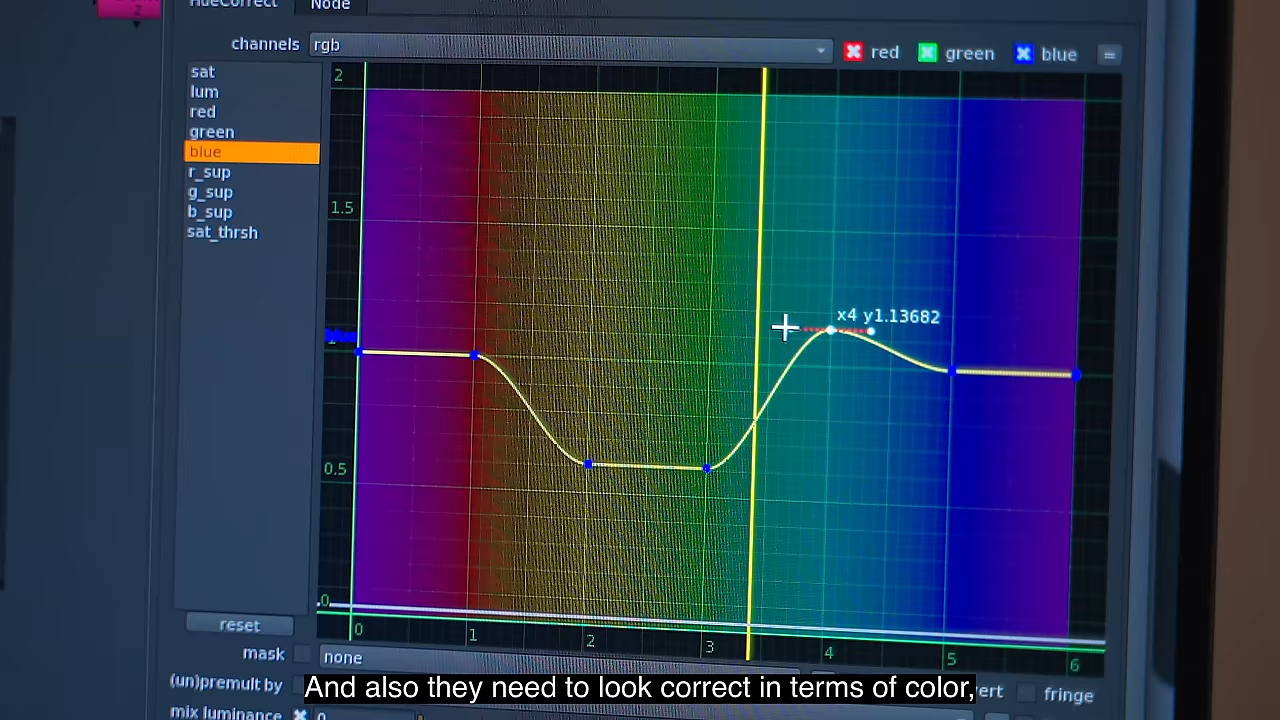 HueCorrect
Node
channels
rgb
red
green
blue
=
sat
lum
red
green
blue
r_sup
g_sup
b_sup
sat_thrsh
2
1.5
x4 y1.13682
blue
0.5
0
0
1
2
3
4
5
6
reset
mask
none
(un)premult by
ert
fringe
mix luminance
0
And also they need to look correct in terms of color,